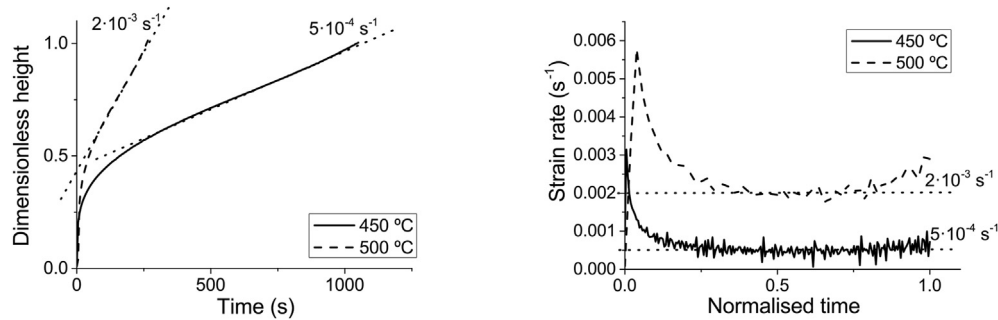 2·10⁻³ s⁻¹
5·10⁻⁴ s⁻¹
1.0
0.5
0.0
Dimensionless height
450 ºC
500 ºC
0
500
1000
Time (s)
0.006
0.005
0.004
0.003
0.002
0.001
0.000
Strain rate (s⁻¹)
450 ºC
500 ºC
2·10⁻³ s⁻¹
5·10⁻⁴ s⁻¹
0.0
0.5
1.0
Normalised time